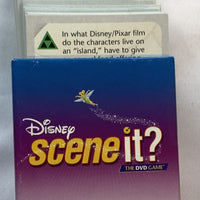 In what Disney/Pixar film
do the characters live on
an "island," have to give
Disney
scene it?
THE DVD GAME